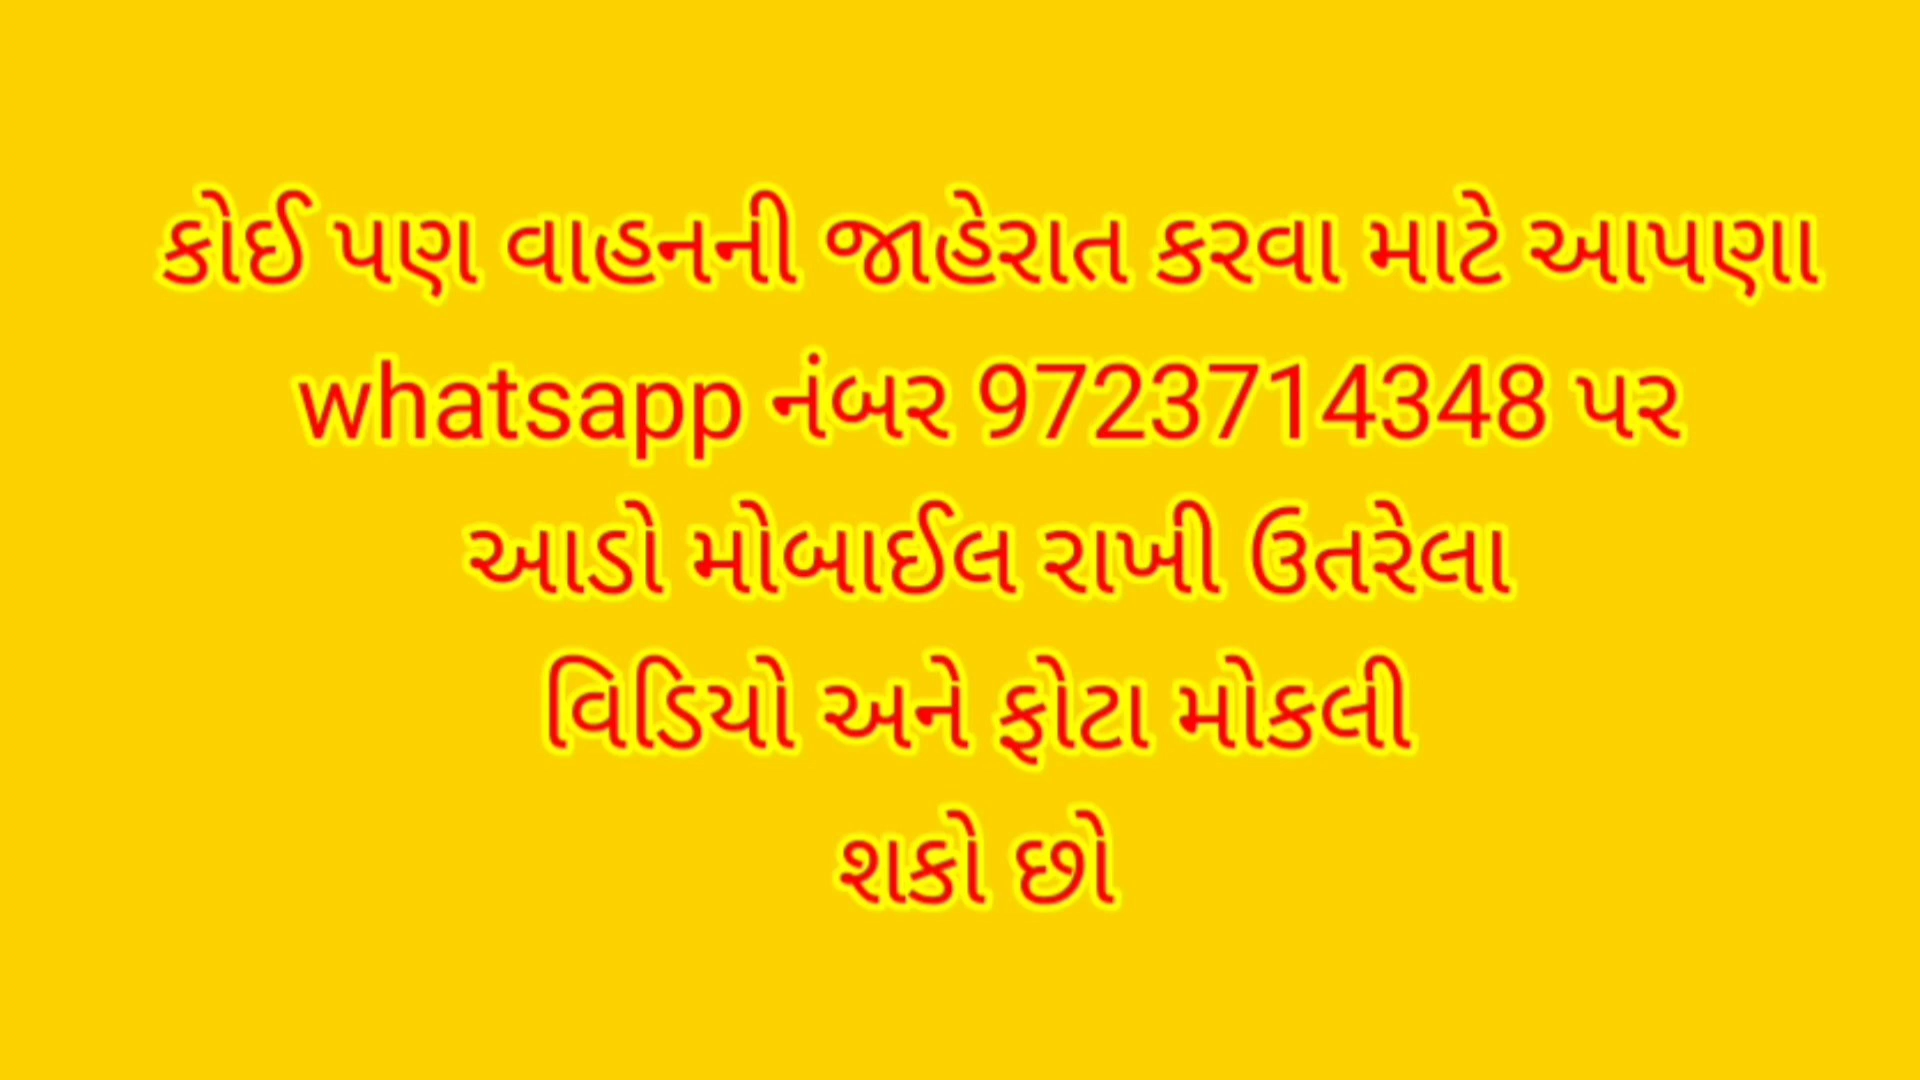 કોઈ પણ વાહનની જાહેરાત કરવા માટે આપણા
whatsapp નંબર 9723714348 પર
આડો મોબાઈલ રાખી ઉતરેલા
વિડિયો અને ફોટા મોકલી
શકો છો